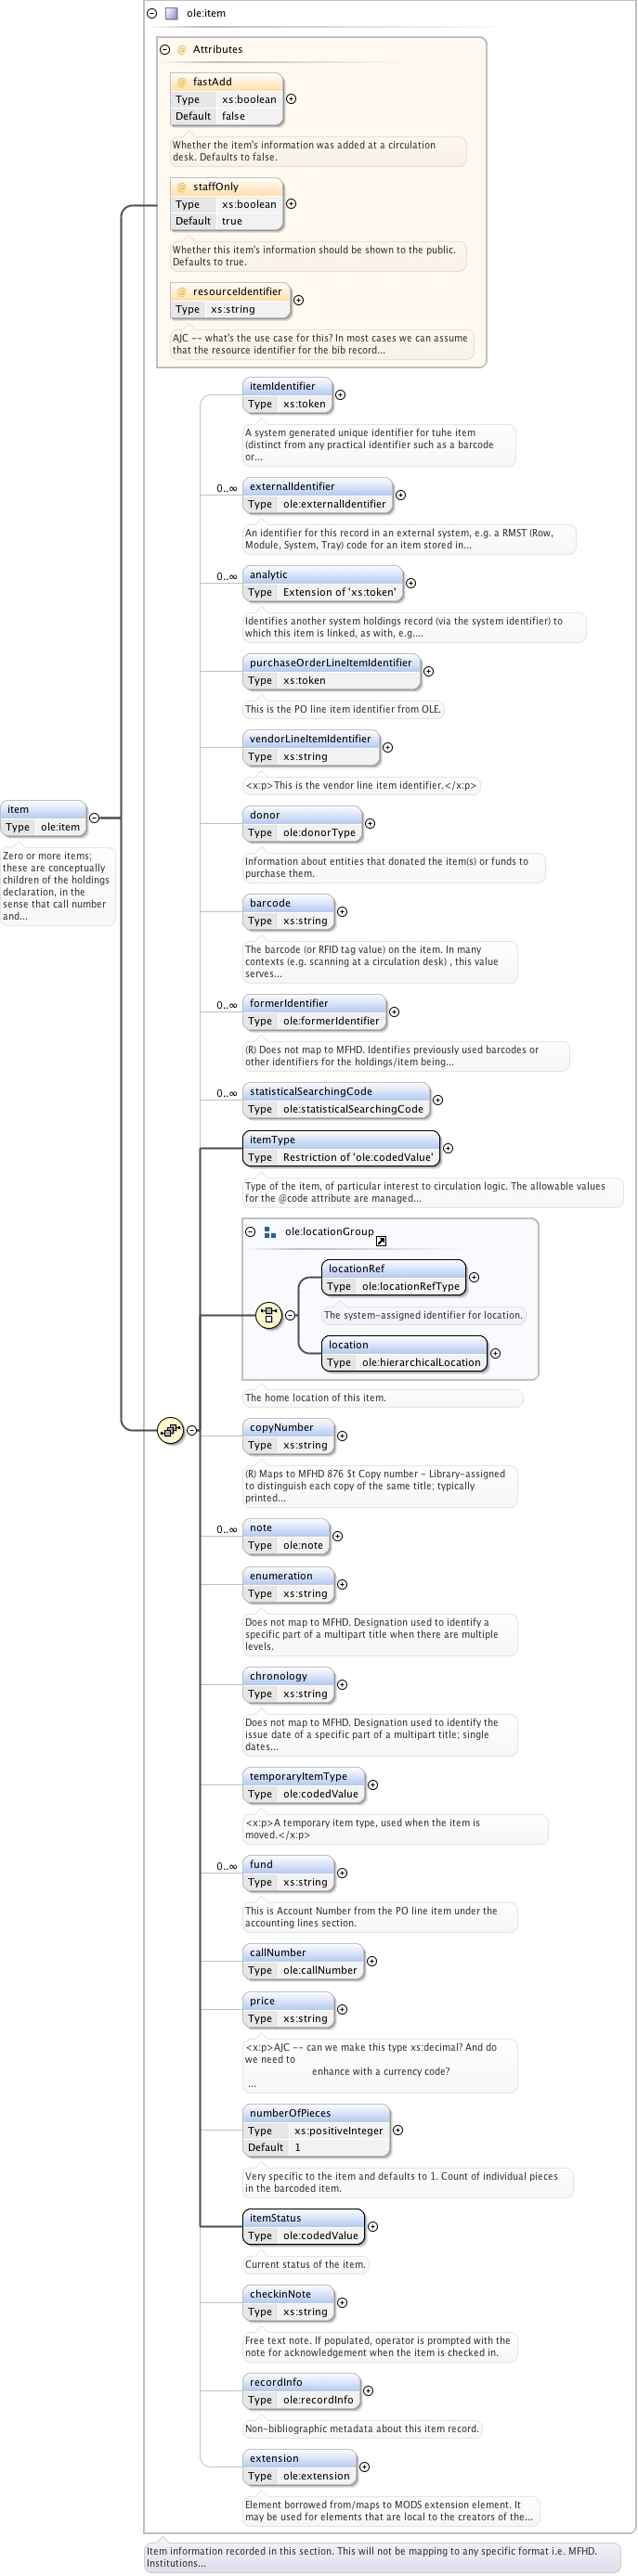 ole:item
@ Attributes
@ fastAdd
Type xs:boolean
Default false
Whether the item's information was added at a circulation
desk. Defaults to false.
@ staffOnly
Type xs:boolean
Default true
Whether this item's information should be shown to the public.
Defaults to true.
@ resourceIdentifier
Type xs:string
AJC -- what's the use case for this? In most cases we can assume
that the resource identifier for the bib record...
itemIdentifier
Type xs:token
A system generated unique identifier for tuhe item
(distinct from any practical identifier such as a barcode
or...
0..∞
externalIdentifier
Type ole:externalIdentifier
An identifier for this record in an external system, e.g. a RMST (Row,
Module, System, Tray) code for an item stored in...
0..∞
analytic
Type Extension of 'xs:token'
Identifies another system holdings record (via the system identifier) to
which this item is linked, as with, e.g....
purchaseOrderLineItemIdentifier
Type xs:token
This is the PO line item identifier from OLE.
vendorLineItemIdentifier
Type xs:string
<x:p>This is the vendor line item identifier.</x:p>
item
Type ole:item
Zero or more items;
these are conceptually
children of the holdings
declaration, in the
sense that call number
and...
donor
Type ole:donorType
Information about entities that donated the item(s) or funds to
purchase them.
barcode
Type xs:string
The barcode (or RFID tag value) on the item. In many
contexts (e.g. scanning at a circulation desk) , this value
serves...
0..∞
formerIdentifier
Type ole:formerIdentifier
(R) Does not map to MFHD. Identifies previously used barcodes or
other identifiers for the holdings/item being...
0..∞
statisticalSearchingCode
Type ole:statisticalSearchingCode
itemType
Type Restriction of 'ole:codedValue'
Type of the item, of particular interest to circulation logic. The allowable values
for the @code attribute are managed...
ole:locationGroup
locationRef
Type ole:locationRefType
The system-assigned identifier for location.
location
Type ole:hierarchicalLocation
The home location of this item.
copyNumber
Type xs:string
(R) Maps to MFHD 876 $t Copy number - Library-assigned
to distinguish each copy of the same title; typically
printed...
0..∞
note
Type ole:note
enumeration
Type xs:string
Does not map to MFHD. Designation used to identify a
specific part of a multipart title when there are multiple
levels.
chronology
Type xs:string
Does not map to MFHD. Designation used to identify the
issue date of a specific part of a multipart title; single
dates...
temporaryItemType
Type ole:codedValue
<x:p>A temporary item type, used when the item is
moved.</x:p>
0..∞
fund
Type xs:string
This is Account Number from the PO line item under the
accounting lines section.
callNumber
Type ole:callNumber
price
Type xs:string
<x:p>AJC -- can we make this type xs:decimal? And do
we need to
enhance with a currency code?
...
numberOfPieces
Type xs:positiveInteger
Default 1
Very specific to the item and defaults to 1. Count of individual pieces
in the barcoded item.
itemStatus
Type ole:codedValue
Current status of the item.
checkinNote
Type xs:string
Free text note. If populated, operator is prompted with the
note for acknowledgement when the item is checked in.
recordInfo
Type ole:recordInfo
Non-bibliographic metadata about this item record.
extension
Type ole:extension
Element borrowed from/maps to MODS extension element. It
may be used for elements that are local to the creators of the...
Item information recorded in this section. This will not be mapping to any specific format i.e. MFHD.
Institutions...